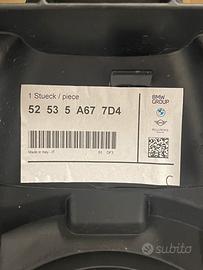 1 Stueck / piece
BMW
GROUP
52 53 5 A67 7D4
Made in Italy - IT
C
subito